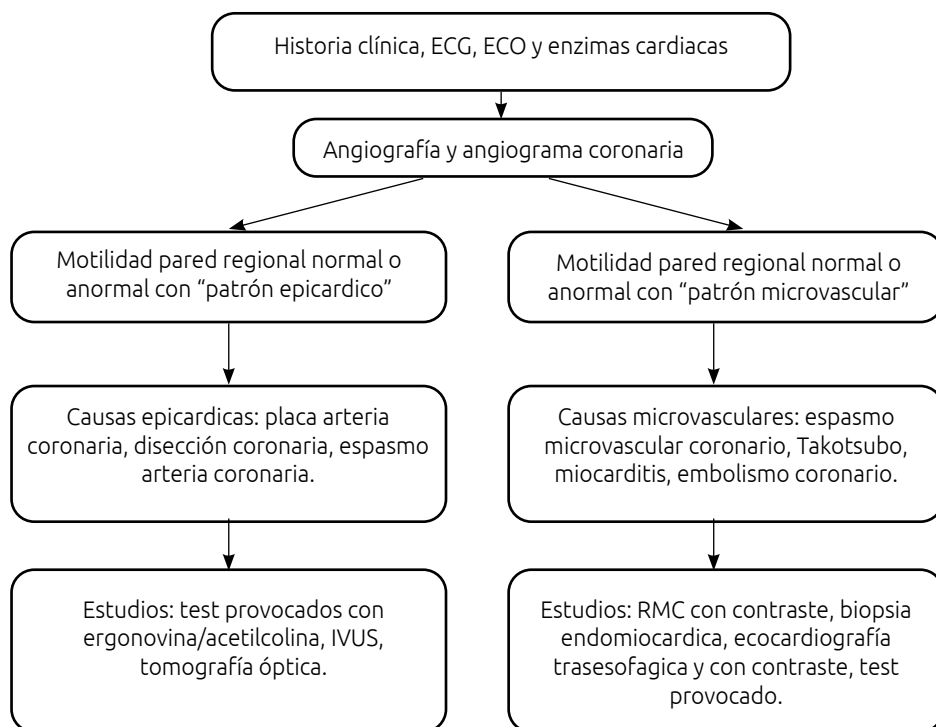 Historia clínica, ECG, ECO y enzimas cardiacas
Angiografía y angiograma coronaria
Motilidad pared regional normal o
anormal con “patrón epicardico”
Motilidad pared regional normal o
anormal con “patrón microvascular”
Causas epicardicas: placa arteria
coronaria, disección coronaria, espasmo
arteria coronaria.
Causas microvasculares: espasmo
microvascular coronario, Takotsubo,
miocarditis, embolismo coronario.
Estudios: test provocados con
ergonovina/acetilcolina, IVUS,
tomografía óptica.
Estudios: RMC con contraste, biopsia
endomiocardica, ecocardiografía
trasesofagica y con contraste, test
provocado.